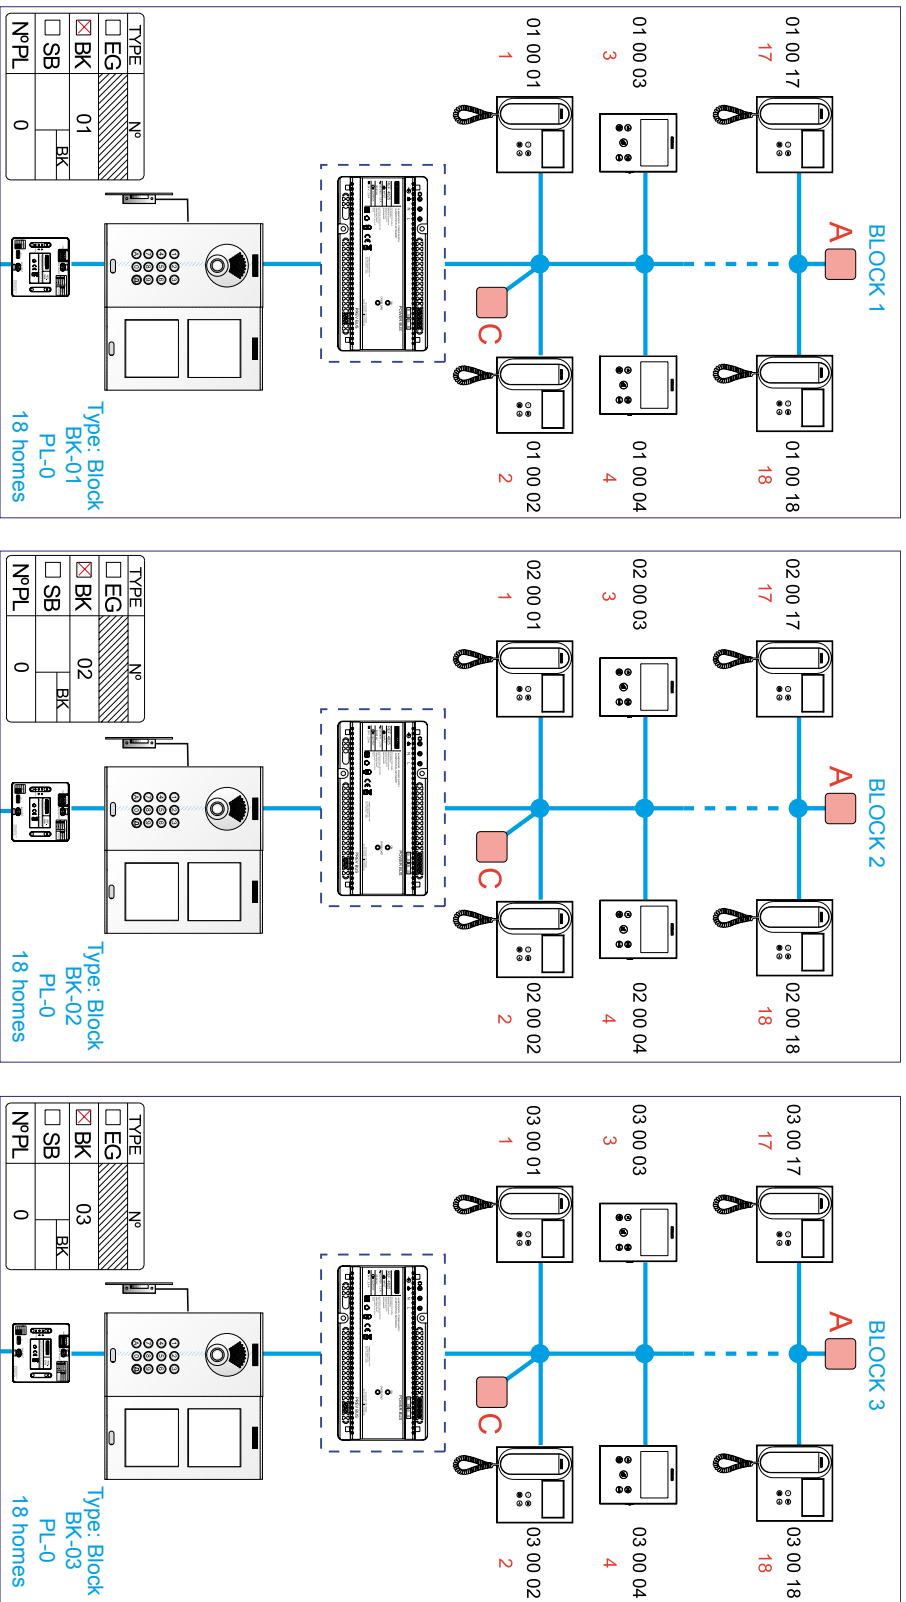 BLOCK 1
A
01 00 17
17
01 00 18
18
01 00 03
3
01 00 04
4
01 00 01
1
01 00 02
2
C
POWER BUS
TYPE Nº
EG
BK 01
SB BK
NºPL 0
Type: Block
BK-01
PL-0
18 homes
BLOCK 2
A
02 00 17
17
02 00 18
18
02 00 03
3
02 00 04
4
02 00 01
1
02 00 02
2
C
POWER BUS
TYPE Nº
EG
BK 02
SB BK
NºPL 0
Type: Block
BK-02
PL-0
18 homes
BLOCK 3
A
03 00 17
17
03 00 18
18
03 00 03
3
03 00 04
4
03 00 01
1
03 00 02
2
C
POWER BUS
TYPE Nº
EG
BK 03
SB BK
NºPL 0
Type: Block
BK-03
PL-0
18 homes